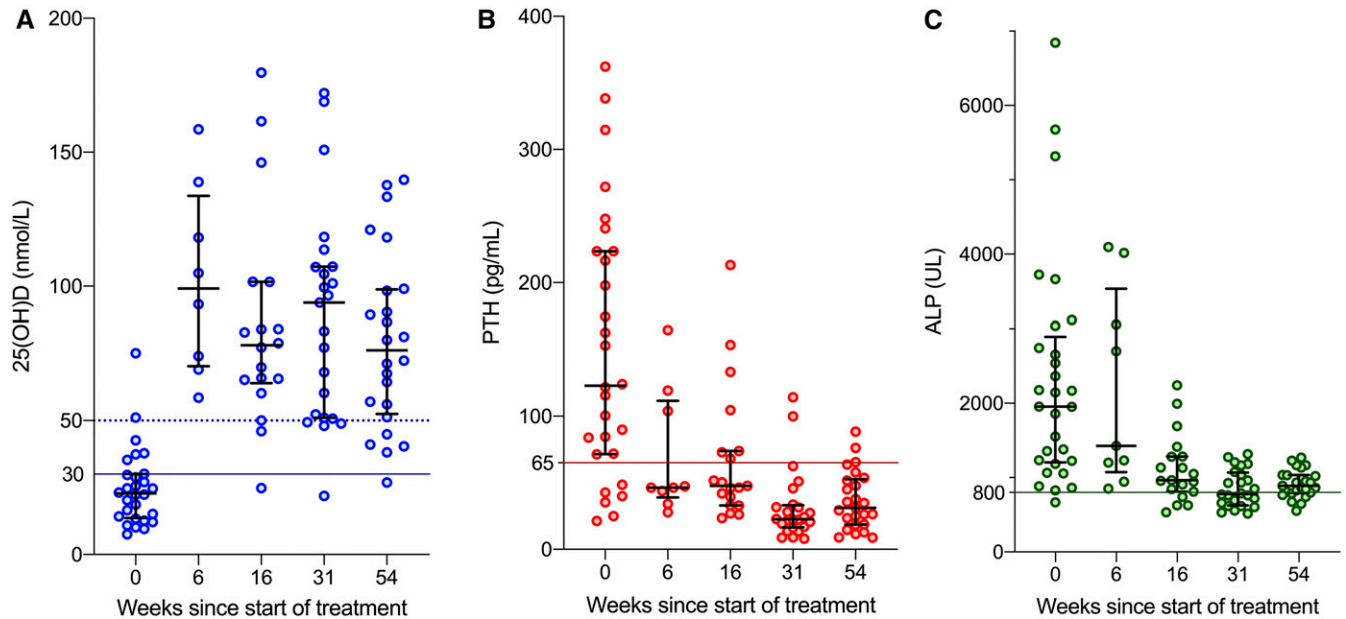 A
25(OH)D (nmol/L)
200
150
100
50
30
0
0 6 16 31 54
Weeks since start of treatment
B
PTH (pg/mL)
400
300
200
100
65
0
0 6 16 31 54
Weeks since start of treatment
C
ALP (UL)
6000
4000
2000
800
0
0 6 16 31 54
Weeks since start of treatment